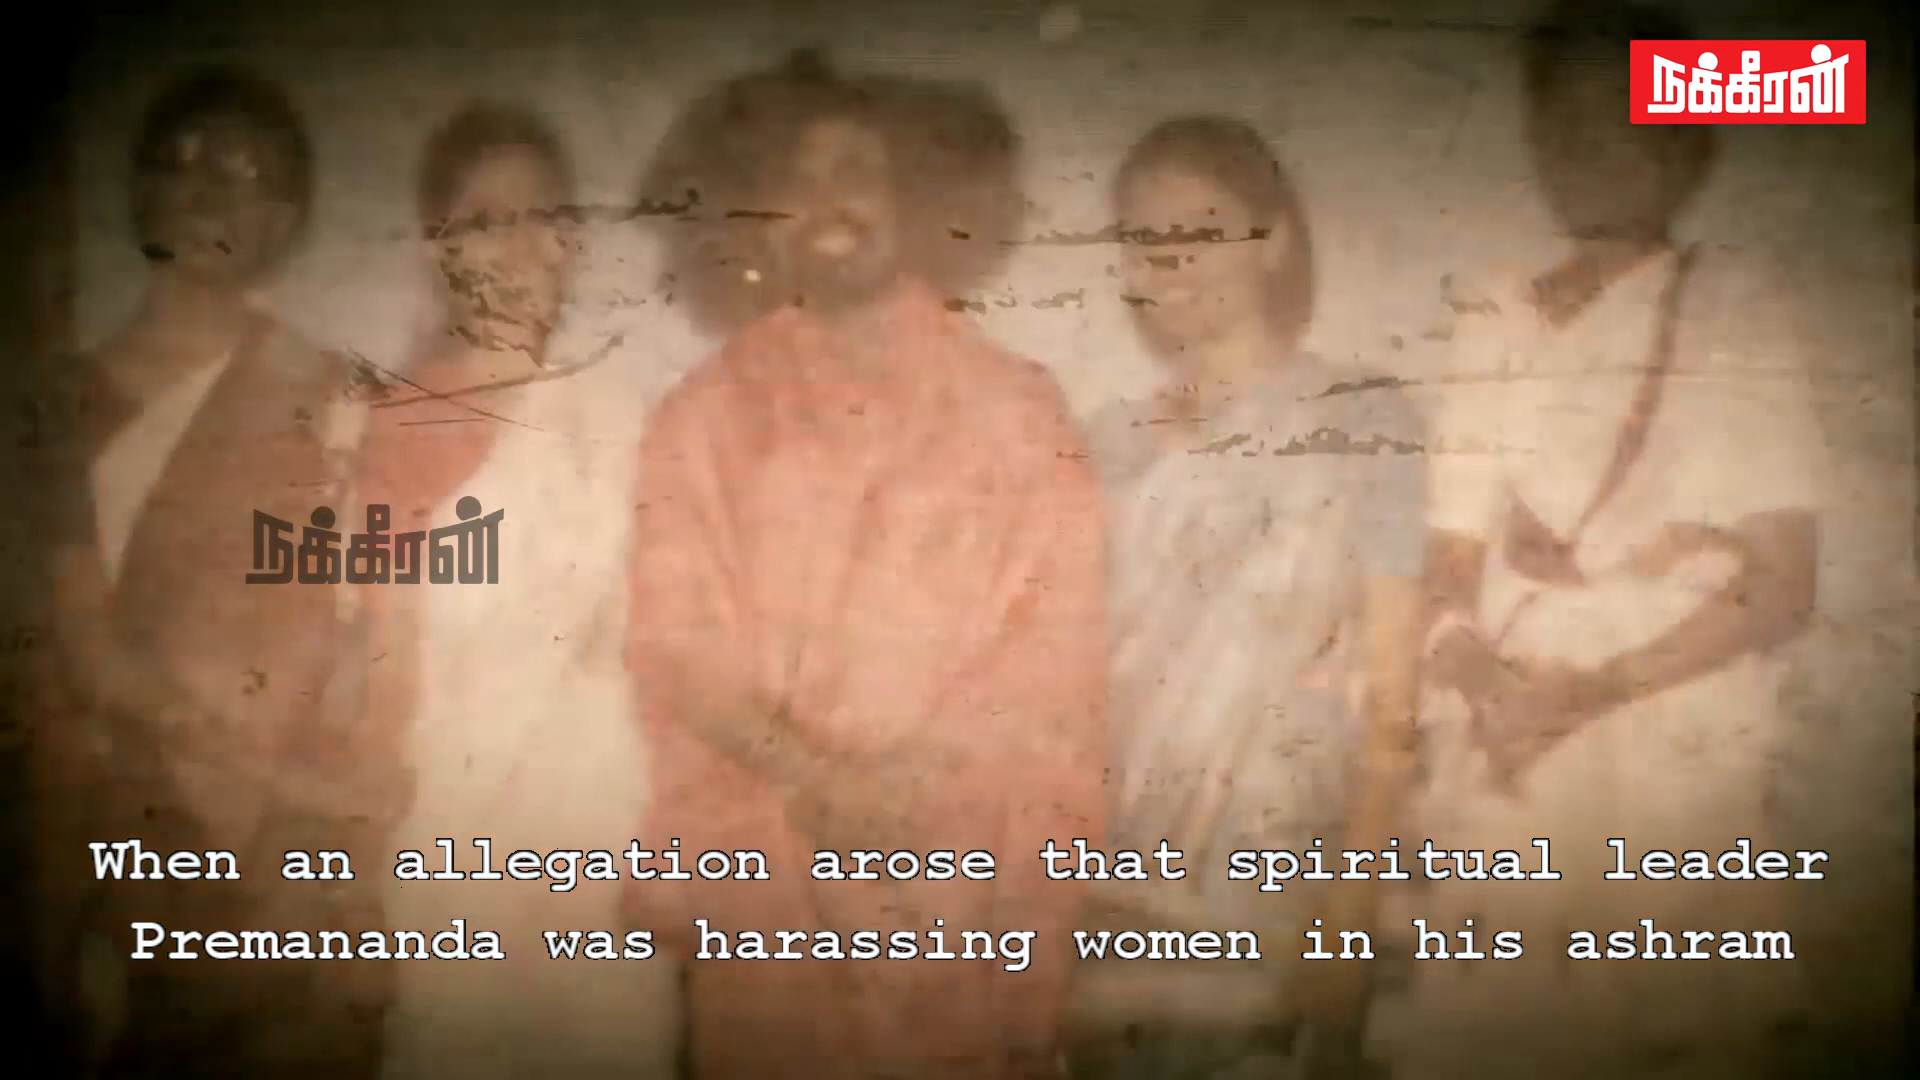 நக்கீரன்
நக்கீரன்
When an allegation arose that spiritual leader
Premananda was harassing women in his ashram